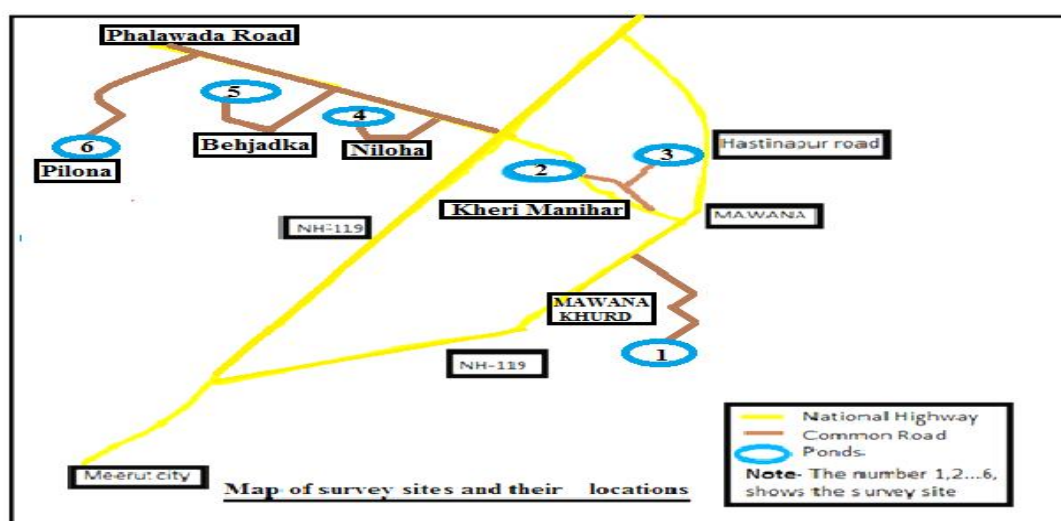 Phalawada Road
5
4
6
Behjadka
Niloha
Pilona
2
3
Hastinapur road
Kheri Manihar
MAWANA
NH-119
MAWANA
KHURD
1
NH-119
Meerut city
Map of survey sites and their locations
National Highway
Common Road
Ponds
Note- The number 1,2...6,
shows the survey site